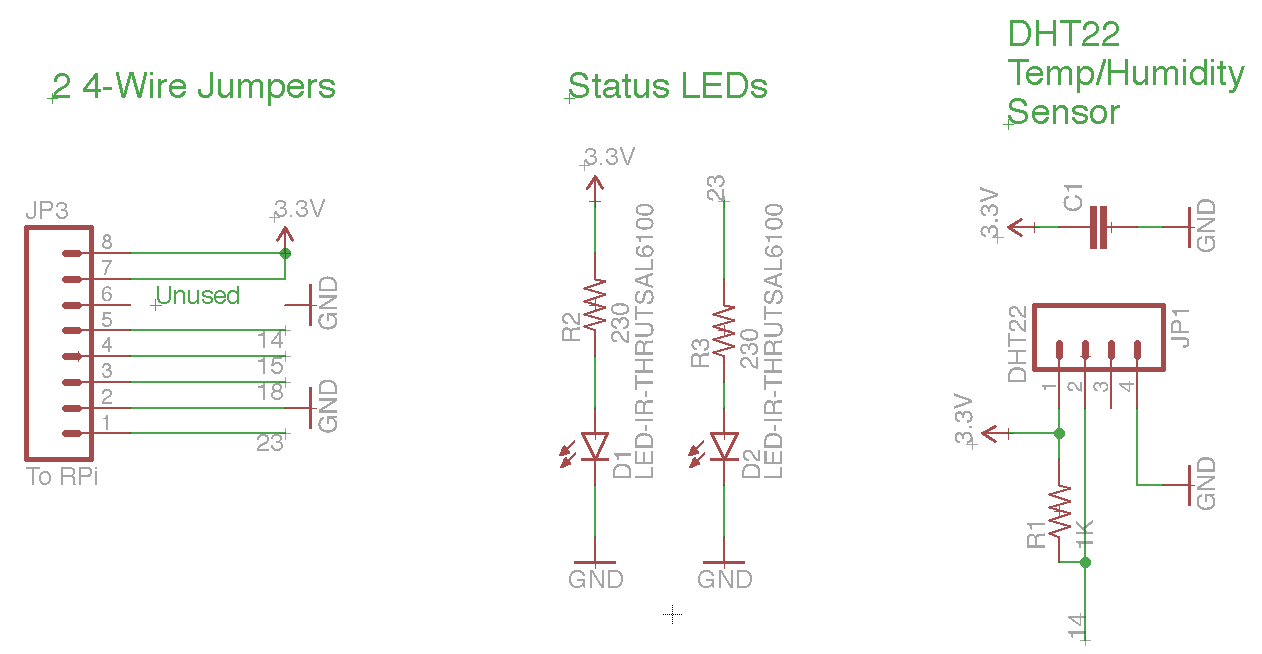 2 4-Wire Jumpers
JP3
3.3V
8
7
6
Unused
GND
5
14
4
15
3
18
2
GND
1
23
To RPi
Status LEDs
3.3V
R2
230
LED-IR-THRUTSAL6100
D1
GND
23
R3
230
LED-IR-THRUTSAL6100
D2
GND
DHT22
Temp/Humidity
Sensor
3.3V
C1
GND
DHT22
JP1
1
2
3
4
3.3V
GND
R1
1K
14